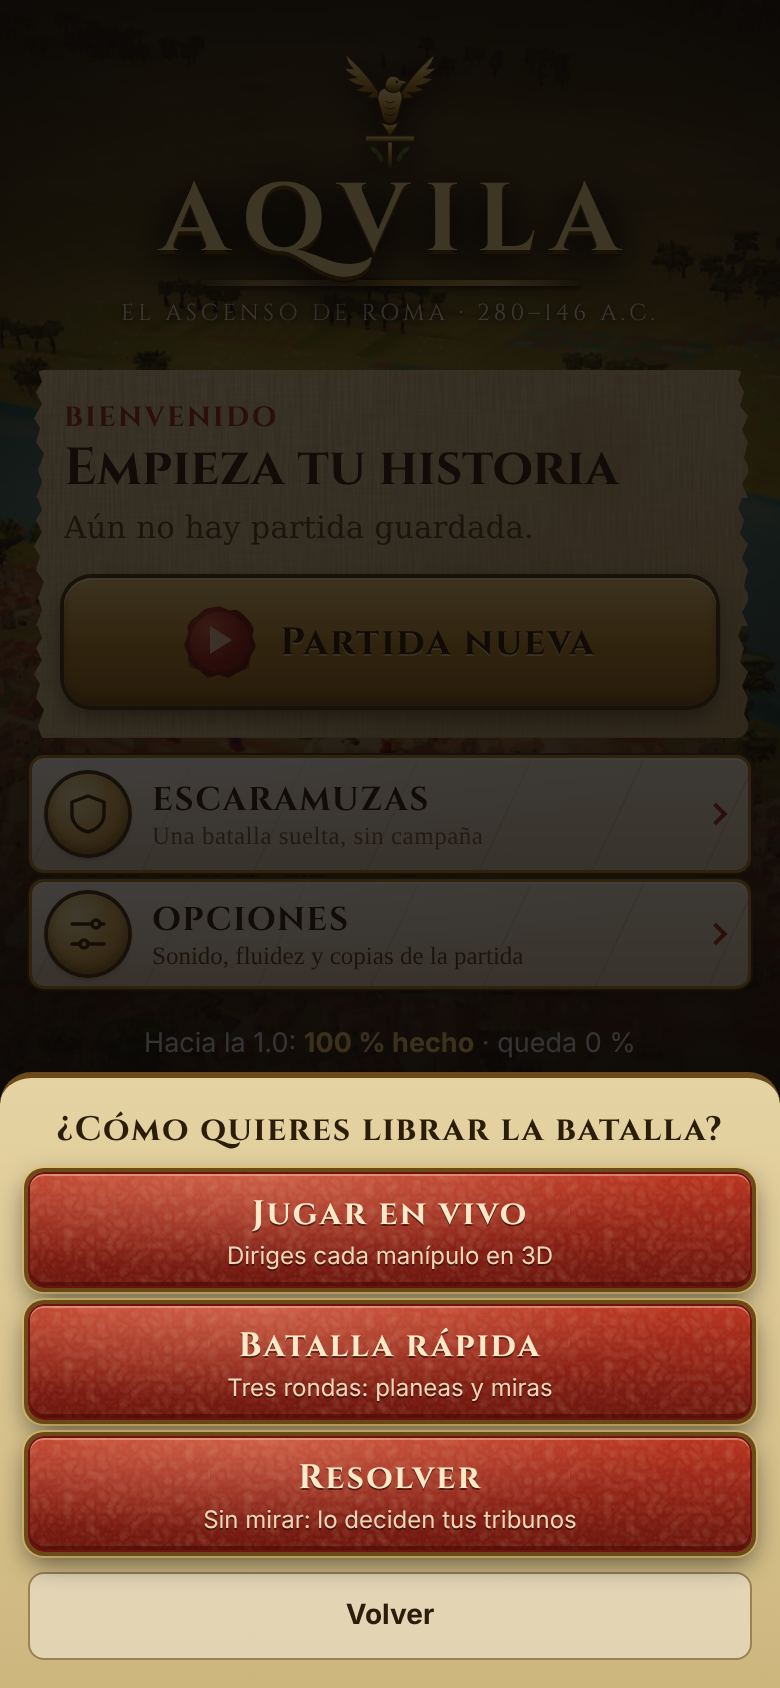 AQVILA
EL ASCENSO DE ROMA · 280–146 A.C.
BIENVENIDO
Empieza tu historia
Aún no hay partida guardada.
Partida nueva
ESCARAMUZAS
Una batalla suelta, sin campaña
OPCIONES
Sonido, fluidez y copias de la partida
Hacia la 1.0: 100 % hecho · queda 0 %
¿Cómo quieres librar la batalla?
Jugar en vivo
Diriges cada manípulo en 3D
Batalla rápida
Tres rondas: planeas y miras
Resolver
Sin mirar: lo deciden tus tribunos
Volver